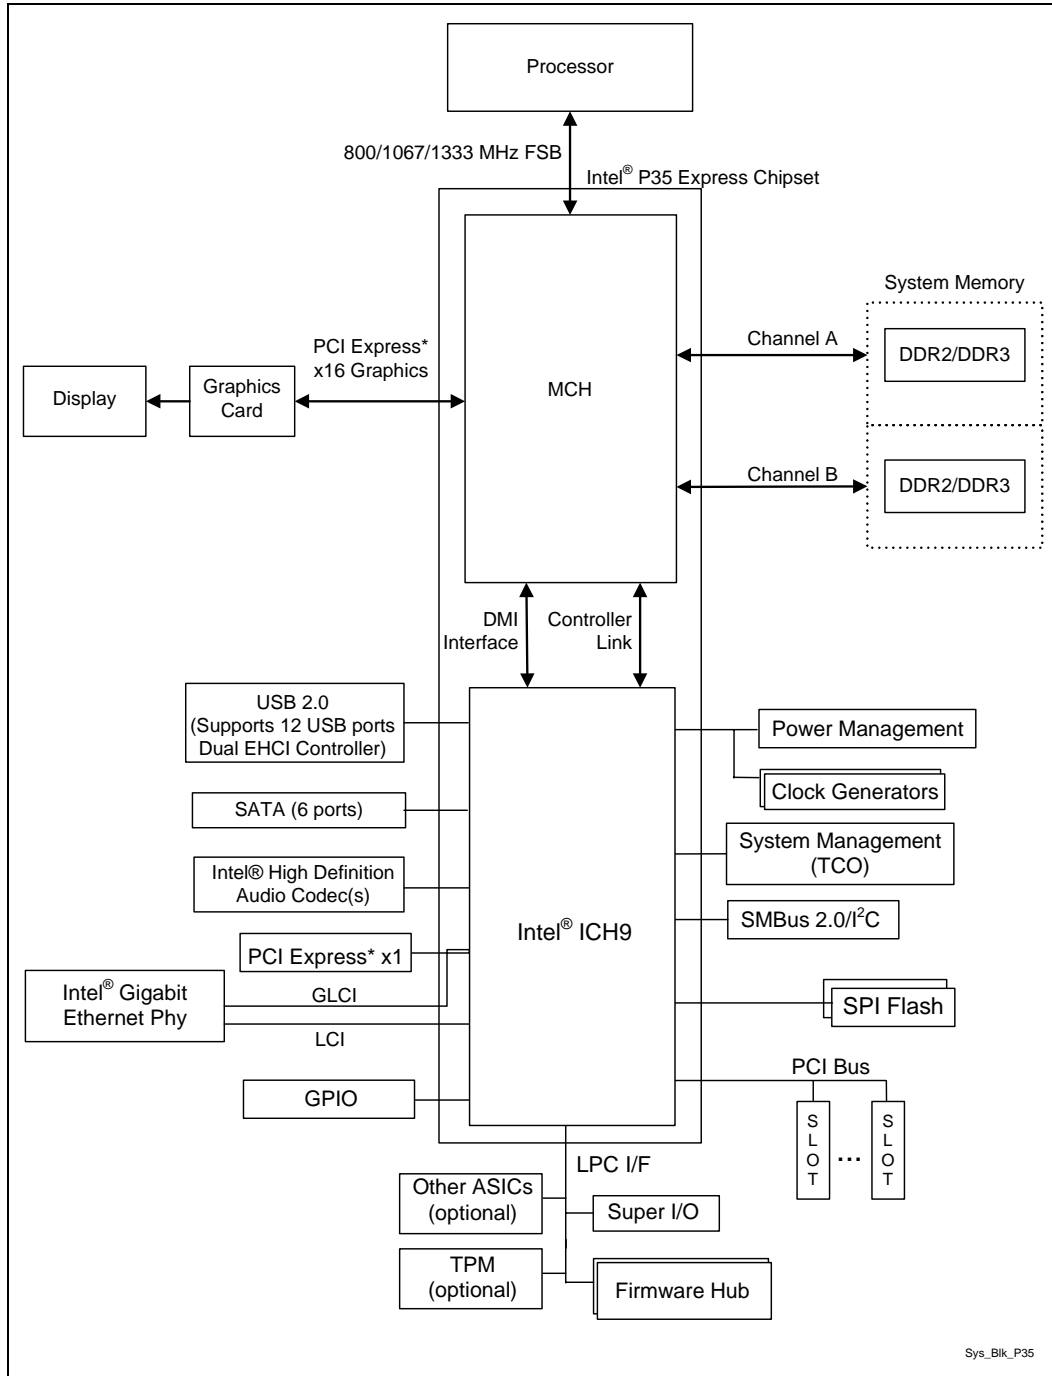 Processor
800/1067/1333 MHz FSB
Intel® P35 Express Chipset
System Memory
Channel A
DDR2/DDR3
PCI Express*
x16 Graphics
MCH
Display
Graphics
Card
Channel B
DDR2/DDR3
DMI
Interface
Controller
Link
USB 2.0
(Supports 12 USB ports
Dual EHCI Controller)
Power Management
Clock Generators
SATA (6 ports)
System Management
(TCO)
Intel® High Definition
Audio Codec(s)
SMBus 2.0/I²C
Intel® ICH9
PCI Express* x1
Intel® Gigabit
Ethernet Phy
GLCI
LCI
SPI Flash
PCI Bus
GPIO
SLOT
...
SLOT
LPC I/F
Other ASICs
(optional)
Super I/O
TPM
(optional)
Firmware Hub
Sys_Blk_P35